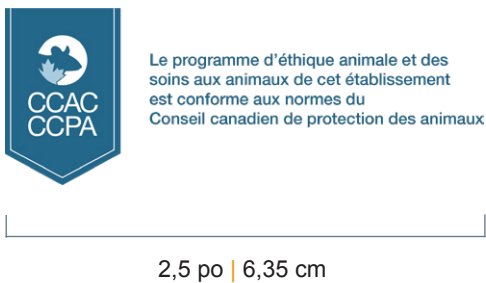 CCAC
CCPA
Le programme d'éthique animale et des
soins aux animaux de cet établissement
est conforme aux normes du
Conseil canadien de protection des animaux
2,5 po | 6,35 cm